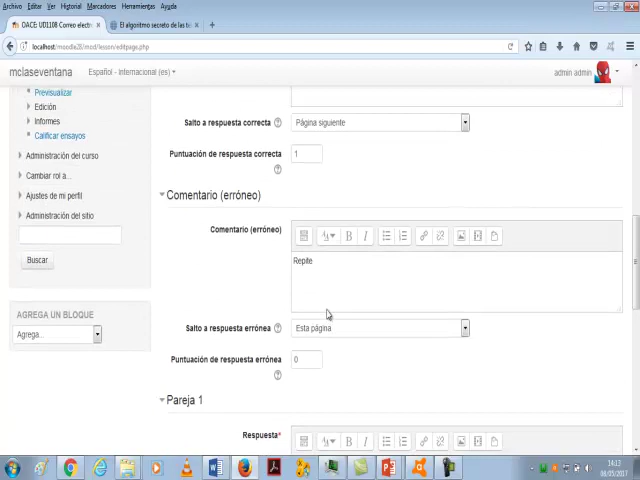 Archivo Editar Ver Historial Marcadores Herramientas Ayuda
OACE: UD1108 Correo electr El algoritmo secreto de las te
localhost/moodle28/mod/lesson/editpage.php
mciaseventana Español - Internacional (es) admin admin
Previsualizar
Edición
Informes
Calificar ensayos
Administración del curso
Cambiar rol a...
Ajustes de mi perfil
Administración del sitio
Buscar
AGREGA UN BLOQUE
Agrega...
Salto a respuesta correcta Página siguiente
Puntuación de respuesta correcta 1
Comentario (erróneo)
Comentario (erróneo)
Repite
Salto a respuesta errónea Esta página
Puntuación de respuesta errónea 0
Pareja 1
Respuesta*
14:13
08/05/2017